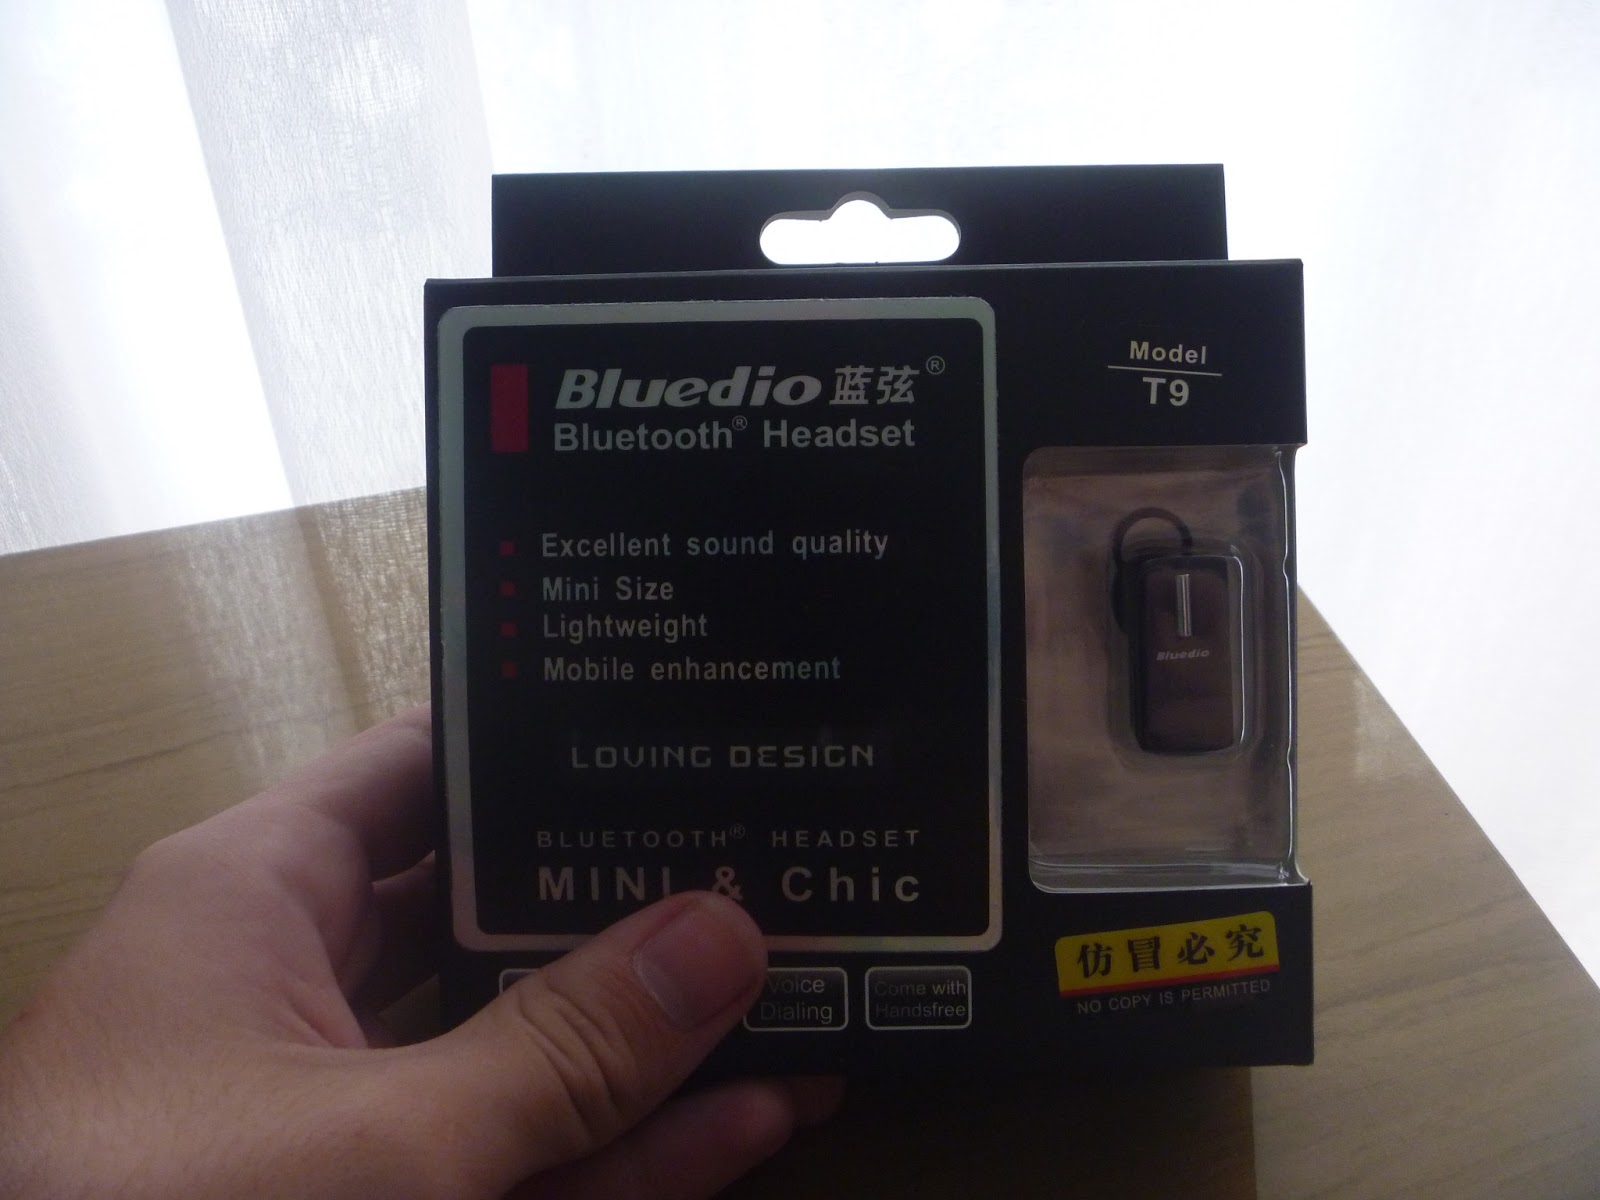 Bluedio 蓝弦®
Bluetooth® Headset
Excellent sound quality
Mini Size
Lightweight
Mobile enhancement
LOVING DESIGN
BLUETOOTH® HEADSET
MINI & Chic
Voice
Dialing
Come with
Handsfree
Model
T9
Bluedio
仿冒必究
NO COPY IS PERMITTED